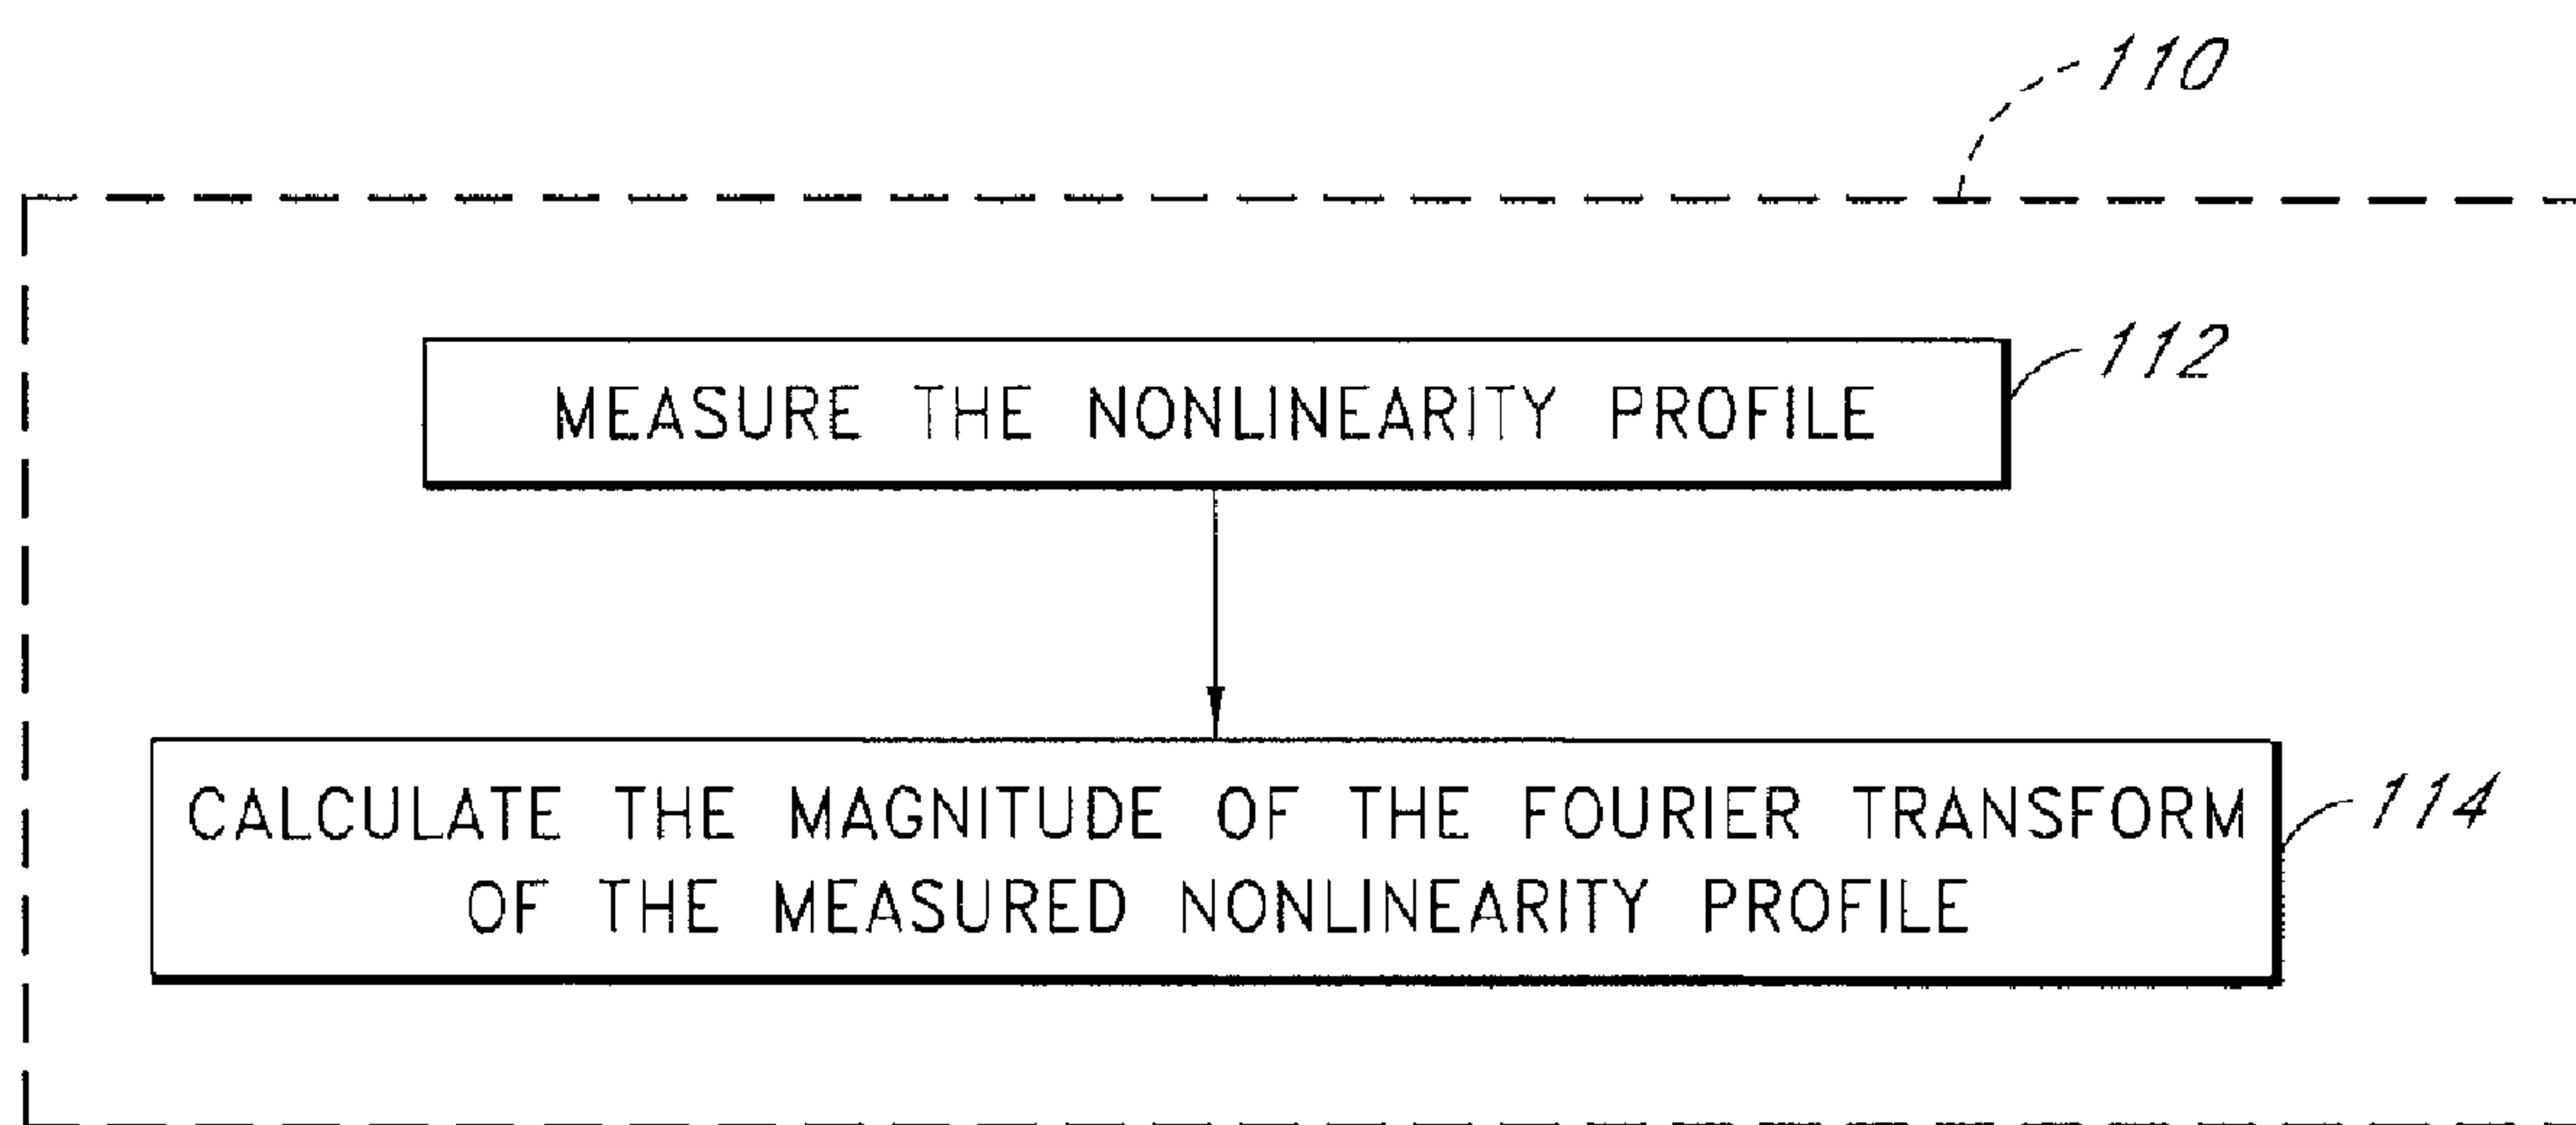 110
MEASURE THE NONLINEARITY PROFILE
112
CALCULATE THE MAGNITUDE OF THE FOURIER TRANSFORM
OF THE MEASURED NONLINEARITY PROFILE
114